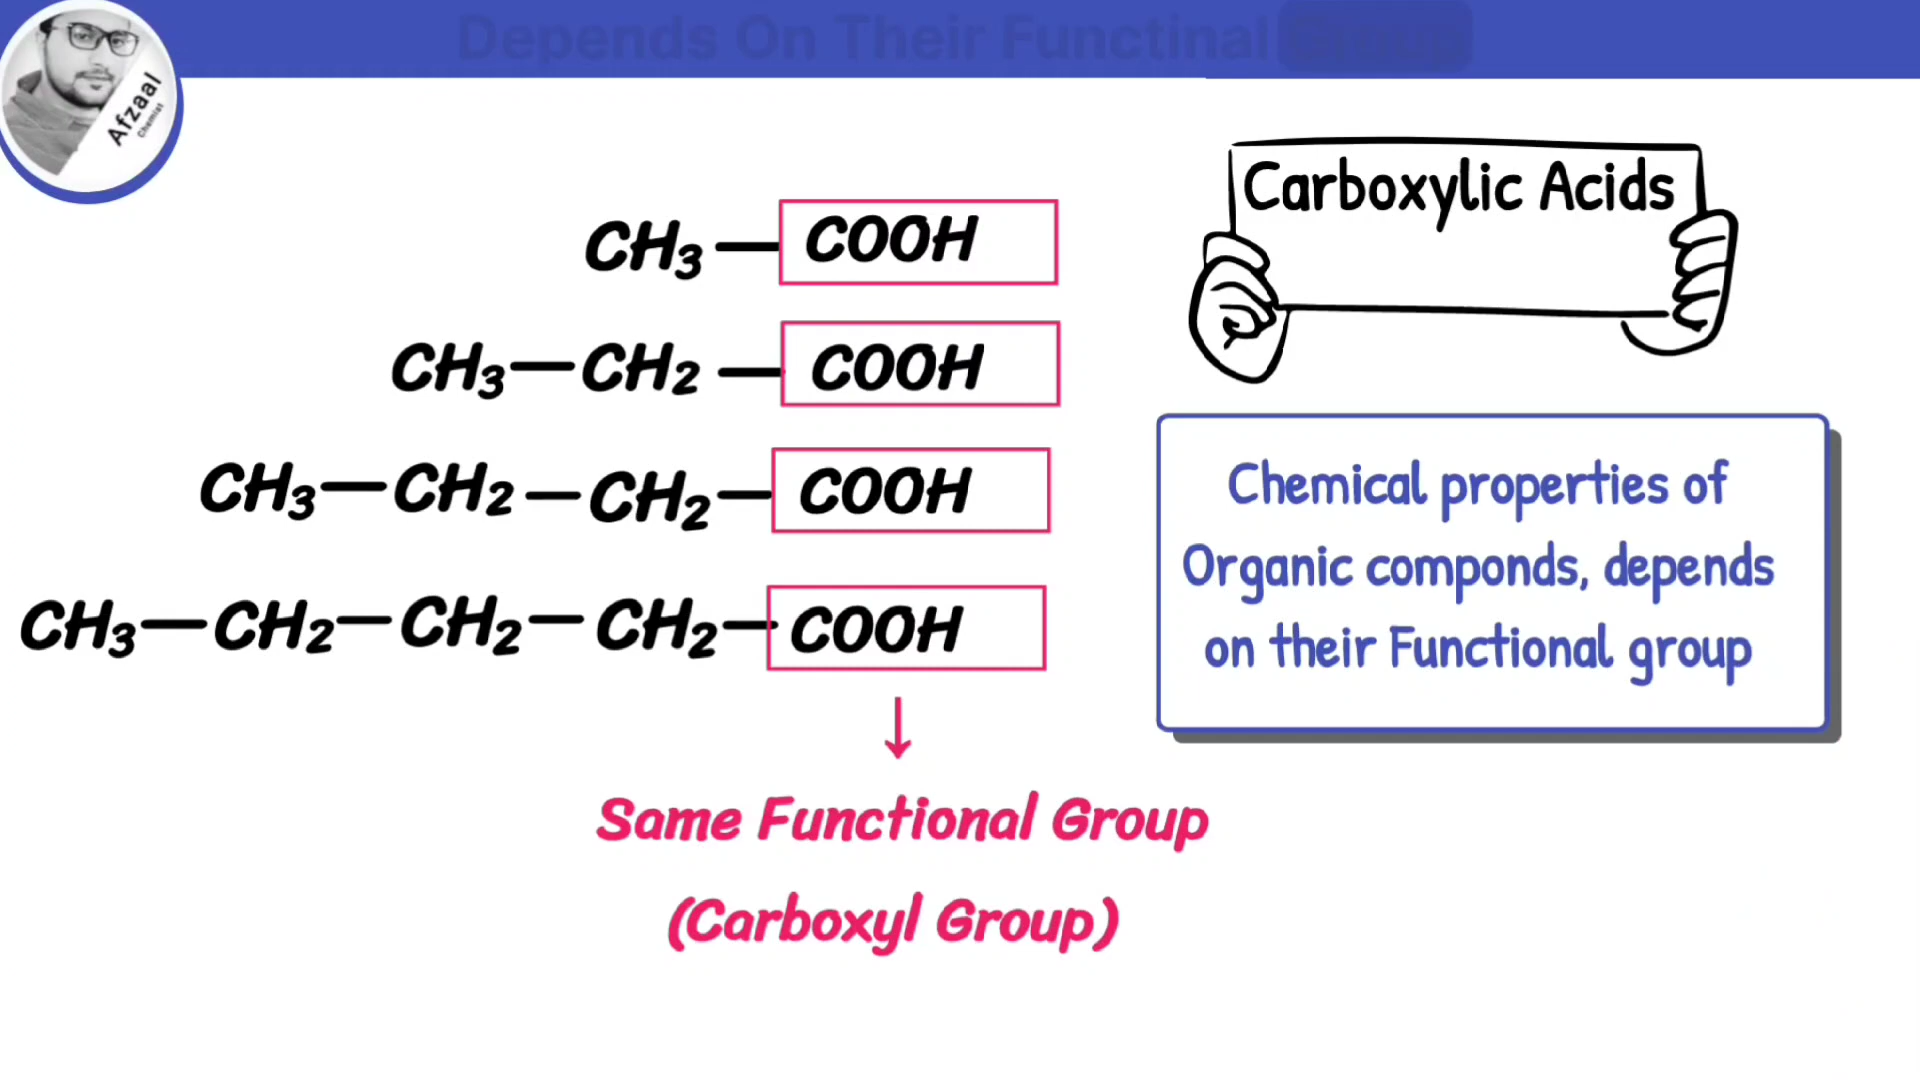 Depends On Their Functinal Group
Afzaal
Chemist
CH3—COOH
CH3—CH2—COOH
CH3—CH2—CH2—COOH
CH3—CH2—CH2—CH2—COOH
Same Functional Group
(Carboxyl Group)
Carboxylic Acids
Chemical properties of
Organic componds, depends
on their Functional group